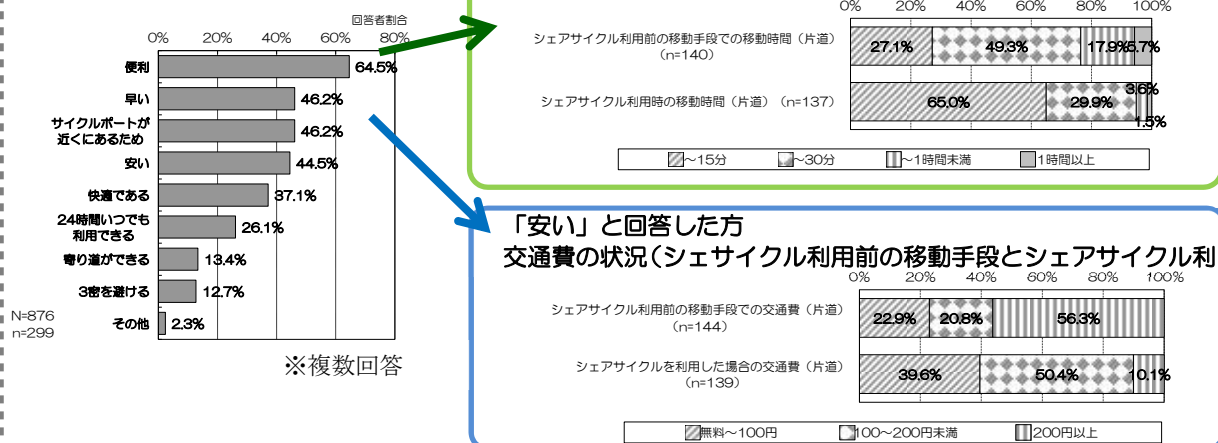 回答者割合
0% 20% 40% 60% 80%
便利 64.5%
早い 46.2%
サイクルポートが
近くにあるため 46.2%
安い 44.5%
快適である 37.1%
24時間いつでも
利用できる 26.1%
寄り道ができる 13.4%
3密を避ける 12.7%
その他 2.3%
N=876
n=299
※複数回答
0% 20% 40% 60% 80% 100%
シェアサイクル利用前の移動手段での移動時間（片道）
（n=140）
27.1% 49.3% 17.9% 5.7%
シェアサイクル利用時の移動時間（片道）（n=137）
65.0% 29.9% 3.6% 1.5%
～15分 ～30分 ～1時間未満 1時間以上
「安い」と回答した方
交通費の状況（シェサイクル利用前の移動手段とシェアサイクル利
0% 20% 40% 60% 80% 100%
シェアサイクル利用前の移動手段での交通費（片道）
（n=144）
22.9% 20.8% 56.3%
シェアサイクルを利用した場合の交通費（片道）
（n=139）
39.6% 50.4% 10.1%
無料～100円 100～200円未満 200円以上